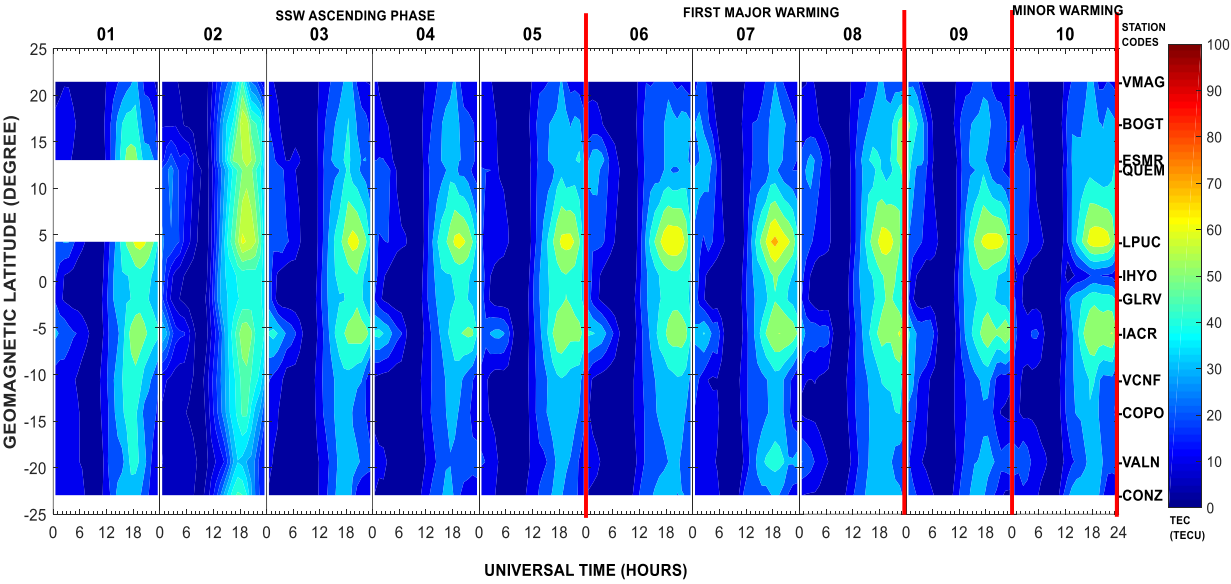 SSW ASCENDING PHASE FIRST MAJOR WARMING MINOR WARMING
01 02 03 04 05 06 07 08 09 10 STATION CODES
25 20 15 10 5 0 -5 -10 -15 -20 -25
GEOMAGNETIC LATITUDE (DEGREE)
VMAG
BOGT
ESMR
QUEM
LPUC
IHYO
GLRV
IACR
VCNF
COPO
VALN
CONZ
100
90
80
70
60
50
40
30
20
10
0
TEC
(TECU)
0 6 12 18 0 6 12 18 0 6 12 18 0 6 12 18 0 6 12 18 0 6 12 18 0 6 12 18 0 6 12 18 0 6 12 18 0 6 12 18 24
UNIVERSAL TIME (HOURS)